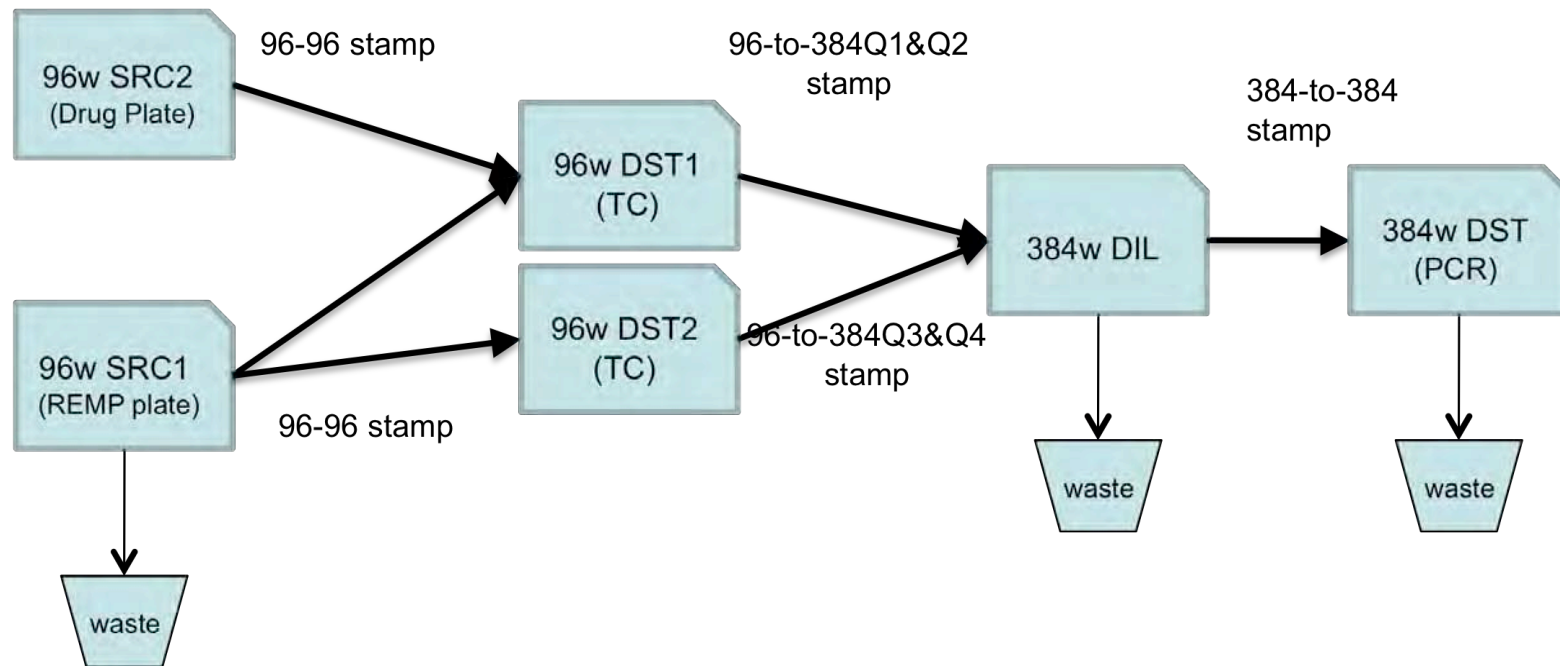 96-96 stamp
96-to-384Q1&Q2
stamp
384-to-384
stamp
96w SRC2
(Drug Plate)
96w DST1
(TC)
384w DIL
384w DST
(PCR)
96w DST2
(TC)
96-to-384Q3&Q4
stamp
96w SRC1
(REMP plate)
96-96 stamp
waste
waste
waste